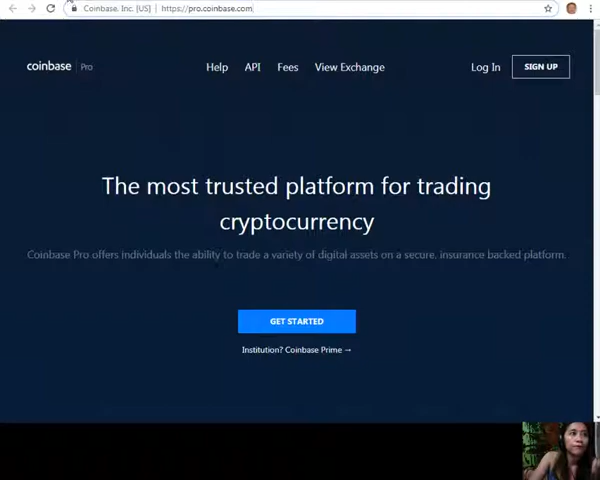 Coinbase, Inc. [US] | https://pro.coinbase.com
coinbase | Pro Help API Fees View Exchange Log In SIGN UP
The most trusted platform for trading
cryptocurrency
Coinbase Pro offers individuals the ability to trade a variety of digital assets on a secure, insurance backed platform.
GET STARTED
Institution? Coinbase Prime →